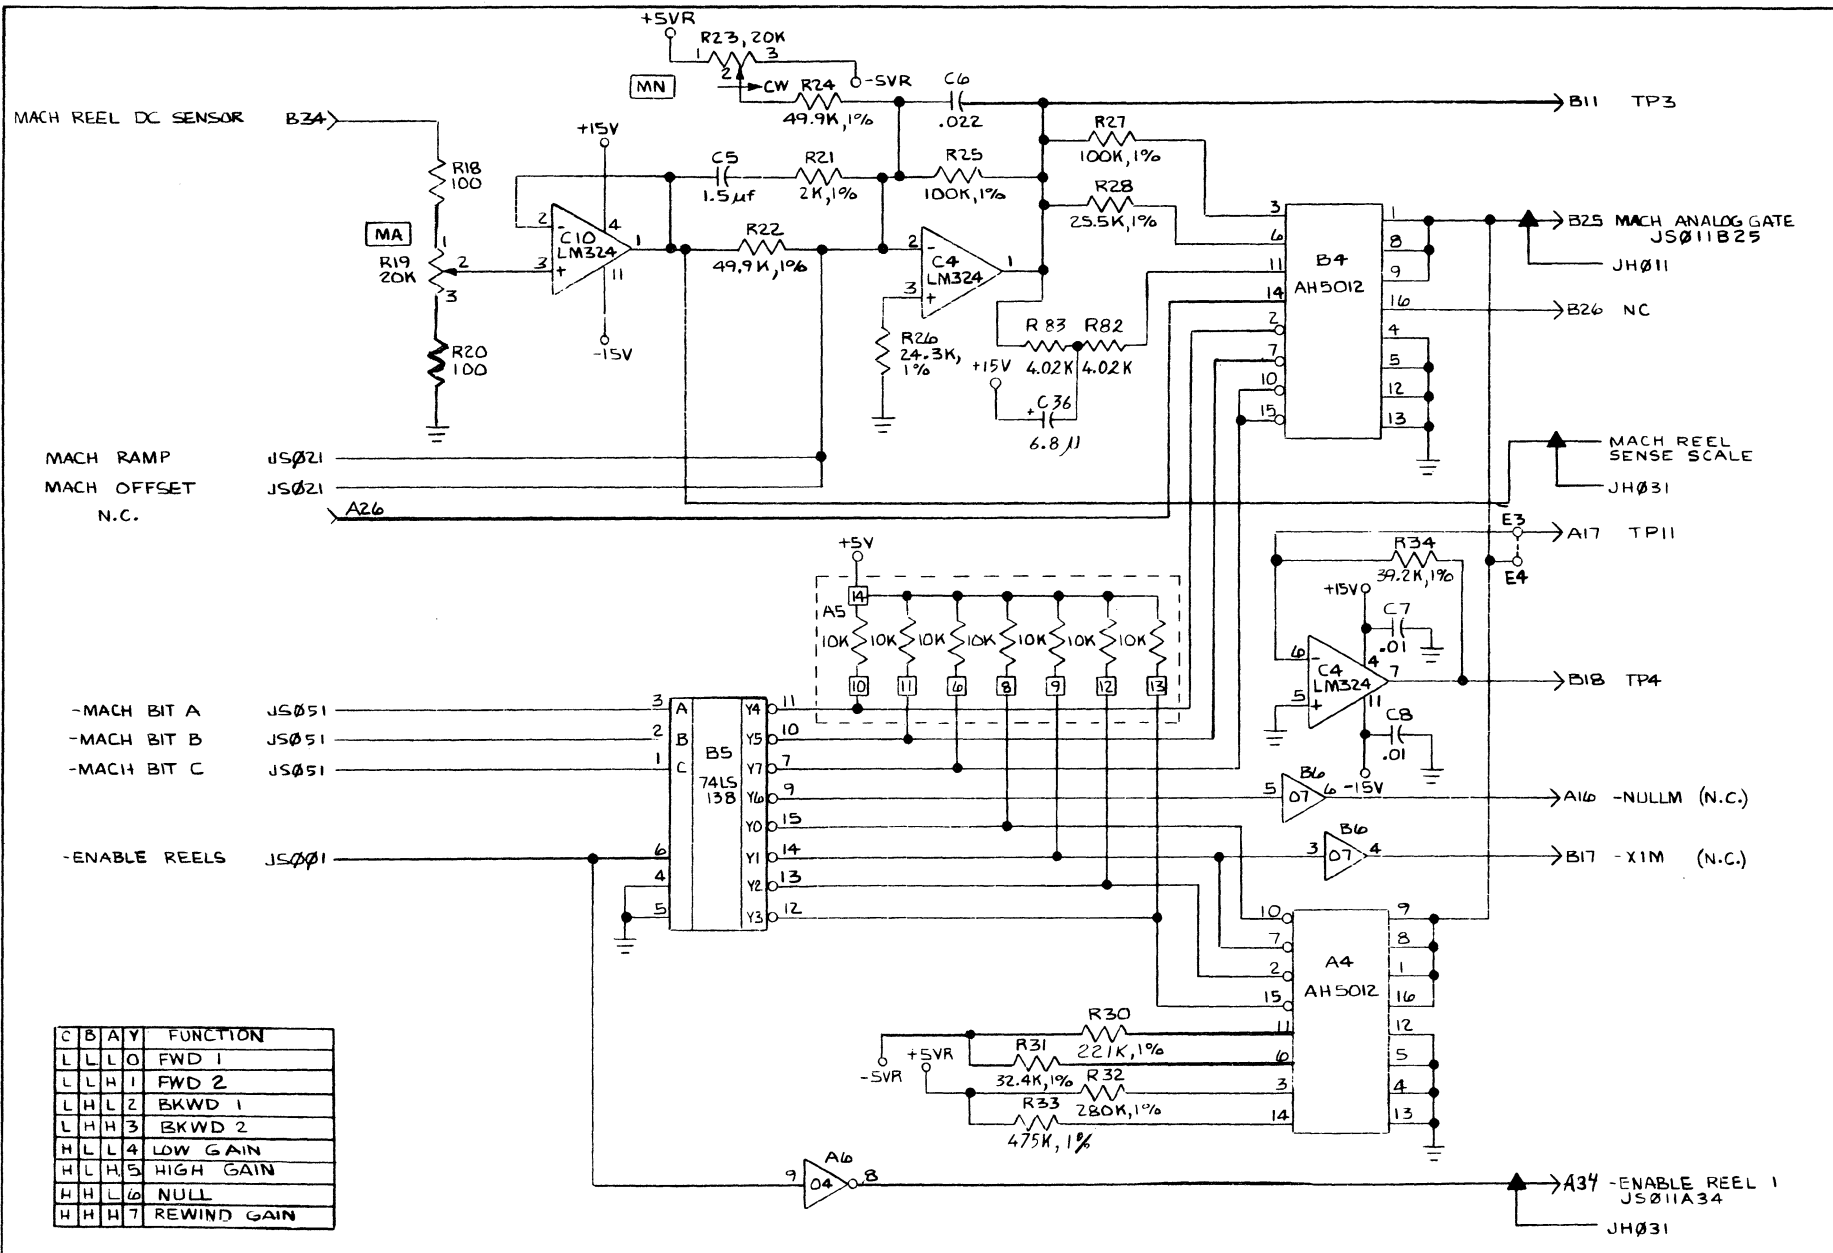 +5VR
R23, 20K
1 3
2
MN
CW
-5VR
R24
49.9K, 1%
C6
.022
B11 TP3
MACH REEL DC SENSOR B34
R18
100
MA
R19
20K
1
2
3
R20
100
+15V
2
-
C10
LM324
3
+
4
11
1
-15V
C5
1.5µf
R21
2K, 1%
R22
49.9K, 1%
R25
100K, 1%
2
-
C4
LM324
3
+
1
R26
24.3K,
1%
R27
100K, 1%
R28
25.5K, 1%
R83 R82
4.02K 4.02K
+15V
+ C36
6.8µ
3
6
11
14
2
7
10
15
B4
AH5012
1
8
9
16
4
5
12
13
B25 MACH ANALOG GATE
JSØ11B25
JHØ11
B26 NC
MACH REEL
SENSE SCALE
JHØ31
MACH RAMP JSØ21
MACH OFFSET JSØ21
N.C. A26
E3
A17 TP11
E4
R34
39.2K, 1%
+15V
C7
.01
6
-
C4
LM324
5
+
4
11
7
B18 TP4
C8
.01
-15V
+5V
A5
14
10K 10K 10K 10K 10K 10K 10K
10 11 6 8 9 12 13
-MACH BIT A JSØ51
-MACH BIT B JSØ51
-MACH BIT C JSØ51
-ENABLE REELS JSØØ1
3 A
2 B
1 C
6
4
5
B5
74LS
138
Y4 11
Y5 10
Y7 7
Y6 9
Y0 15
Y1 14
Y2 13
Y3 12
B6
5 07 6
A16 -NULLM (N.C.)
B6
3 07 4
B17 -X1M (N.C.)
10
7
2
15
11
6
3
14
A4
AH5012
9
8
1
16
12
5
4
13
R30
221K, 1%
R31
32.4K, 1%
-5VR
+5VR
R32
280K, 1%
R33
475K, 1%
A6
9 04 8
A34 -ENABLE REEL 1
JSØ11A34
JHØ31
C B A Y FUNCTION
L L L 0 FWD 1
L L H 1 FWD 2
L H L 2 BKWD 1
L H H 3 BKWD 2
H L L 4 LOW GAIN
H L H 5 HIGH GAIN
H H L 6 NULL
H H H 7 REWIND GAIN